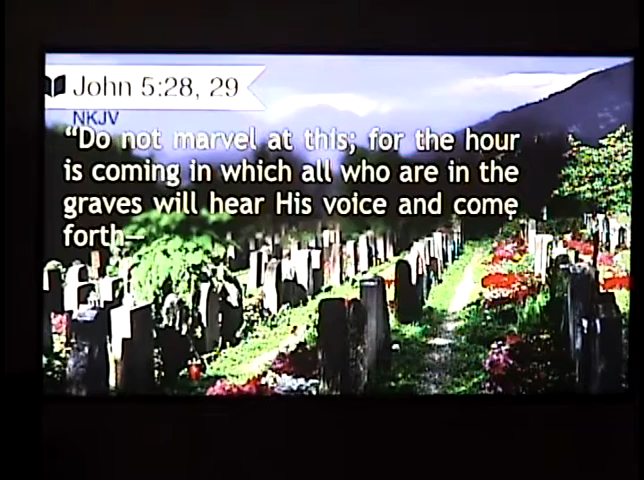 John 5:28, 29
NKJV
“Do not marvel at this; for the hour
is coming in which all who are in the
graves will hear His voice and come
forth—